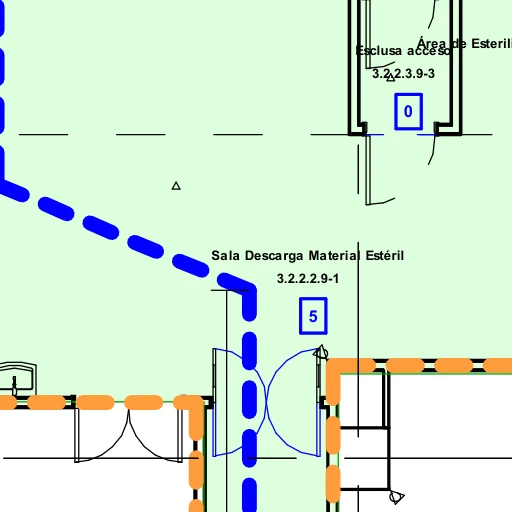 Área de Esterili
Esclusa acceso
3.2.2.3.9-3
0
Sala Descarga Material Estéril
3.2.2.2.9-1
5